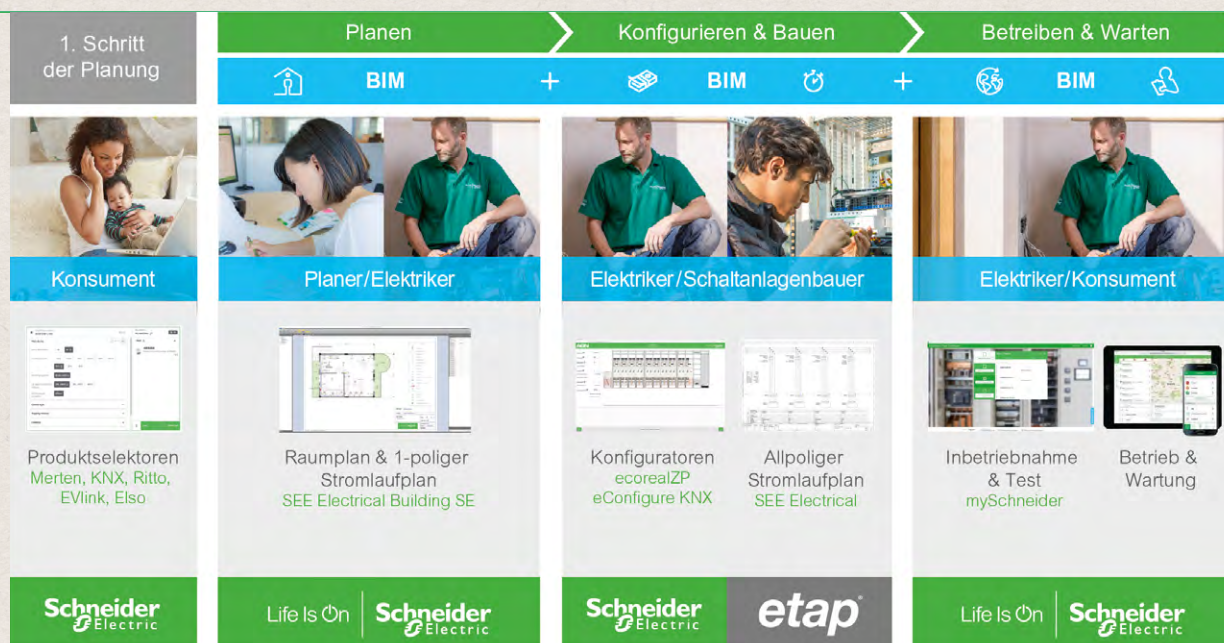 1. Schritt
der Planung
Planen
Konfigurieren & Bauen
Betreiben & Warten
BIM
+
BIM
+
BIM
Konsument
Planer/Elektriker
Elektriker/Schaltanlagenbauer
Elektriker/Konsument
Produktselektoren
Merten, KNX, Ritto,
EVlink, Elso
Raumplan & 1-poliger
Stromlaufplan
SEE Electrical Building SE
Konfiguratoren
ecorealZP
eConfigure KNX
Allpoliger
Stromlaufplan
SEE Electrical
Inbetriebnahme
& Test
mySchneider
Betrieb &
Wartung
Schneider
Electric
Life Is On
Schneider
Electric
Schneider
Electric
etap
Life Is On
Schneider
Electric